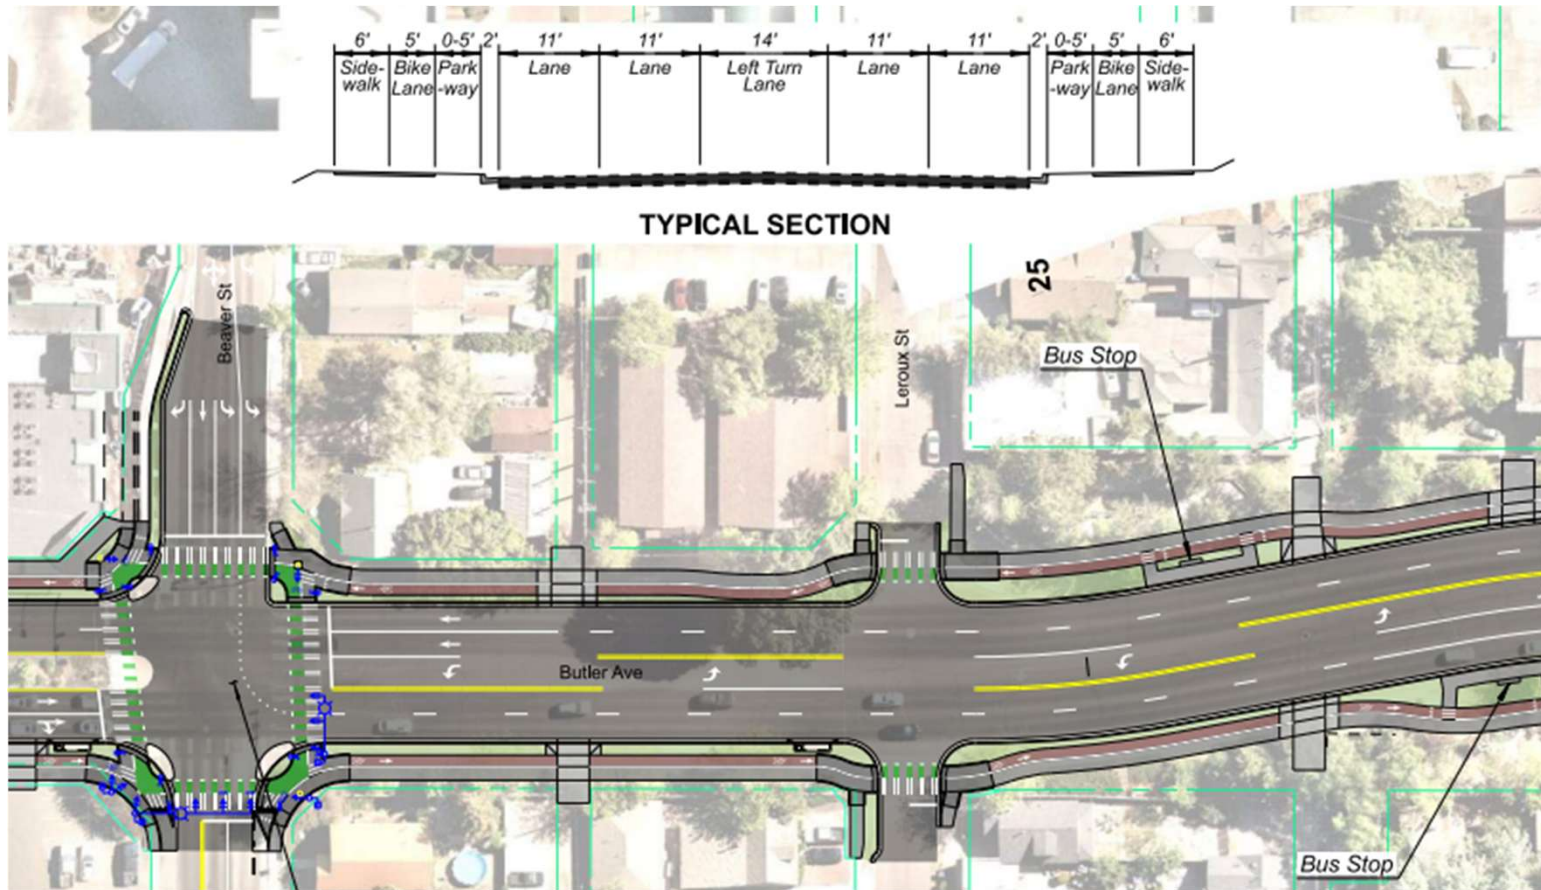 6' 5' 0-5' 2' 11' 11' 14' 11' 11' 2' 0-5' 5' 6'
Side-
walk
Bike
Lane
Park
-way
Lane
Lane
Left Turn
Lane
Lane
Lane
Park
-way
Bike
Lane
Side-
walk
TYPICAL SECTION
Beaver St
Leroux St
25
Bus Stop
Butler Ave
Bus Stop